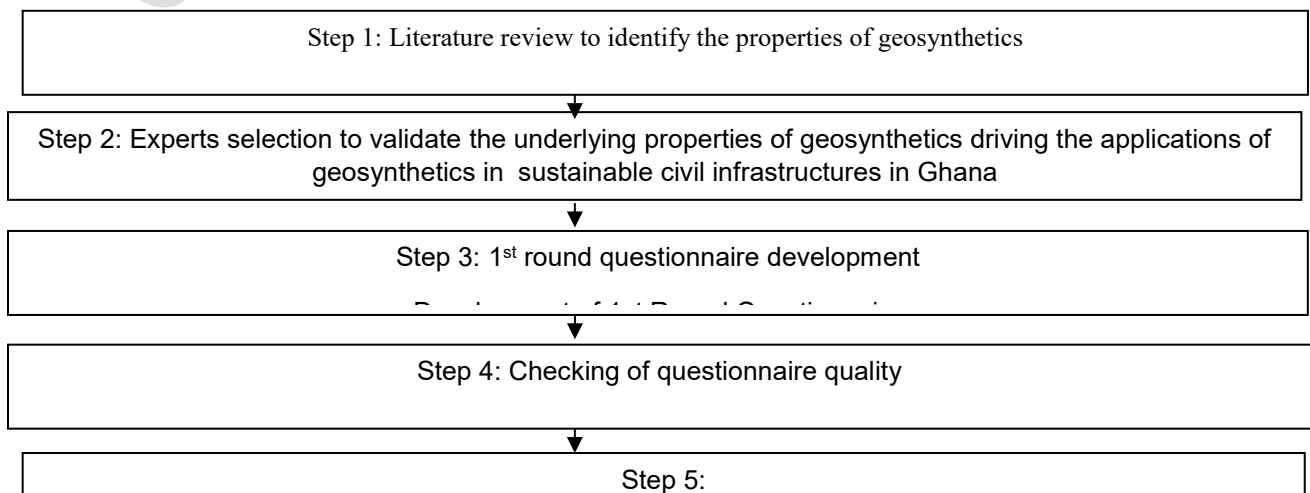 Step 1: Literature review to identify the properties of geosynthetics
Step 2: Experts selection to validate the underlying properties of geosynthetics driving the applications of
geosynthetics in sustainable civil infrastructures in Ghana
Step 3: 1st round questionnaire development
Step 4: Checking of questionnaire quality
Step 5: